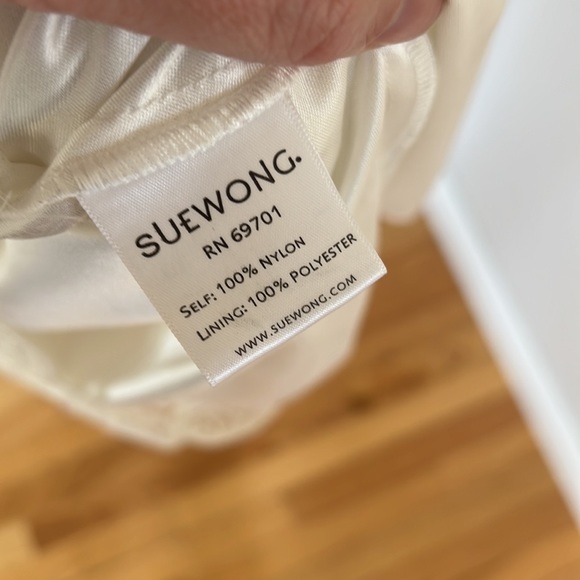 SUEWONG.
RN 69701
SELF: 100% NYLON
LINING: 100% POLYESTER
WWW.SUEWONG.COM